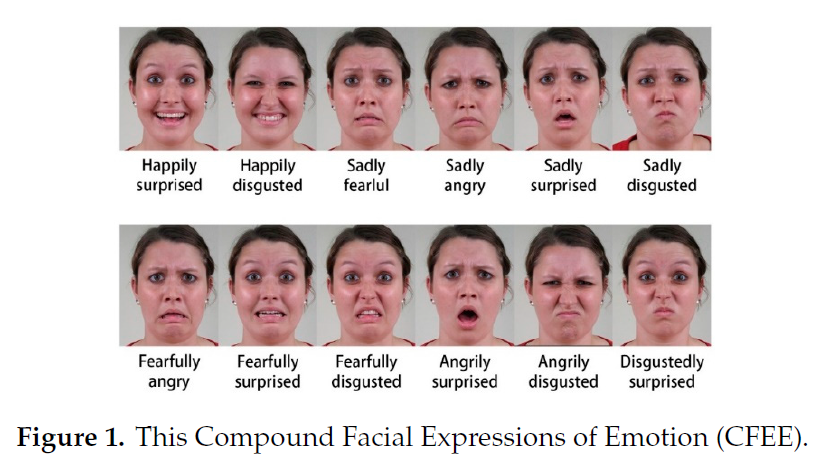 Happily Happily Sadly Sadly Sadly Sadly
surprised disgusted fearlul angry surprised disgusted
Fearfully Fearfully Fearfully Angrily Angrily Disgustedly
angry surprised disgusted surprised disgusted surprised
Figure 1. This Compound Facial Expressions of Emotion (CFEE).